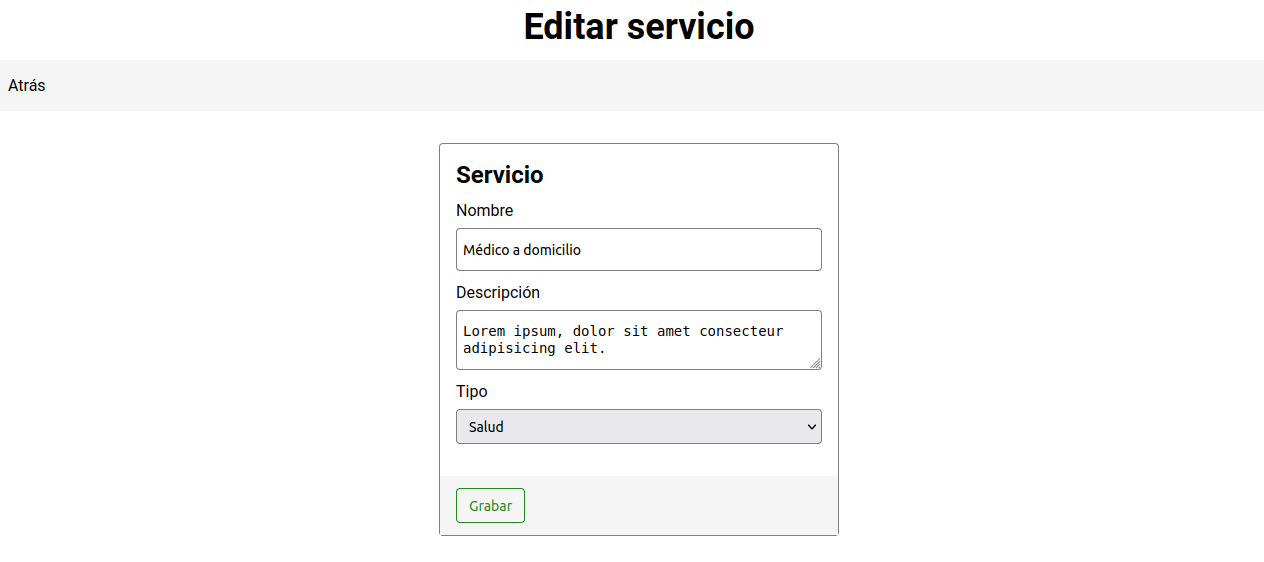 Editar servicio
Atrás
Servicio
Nombre
Médico a domicilio
Descripción
Lorem ipsum, dolor sit amet consecteur
adipisicing elit.
Tipo
Salud
Grabar